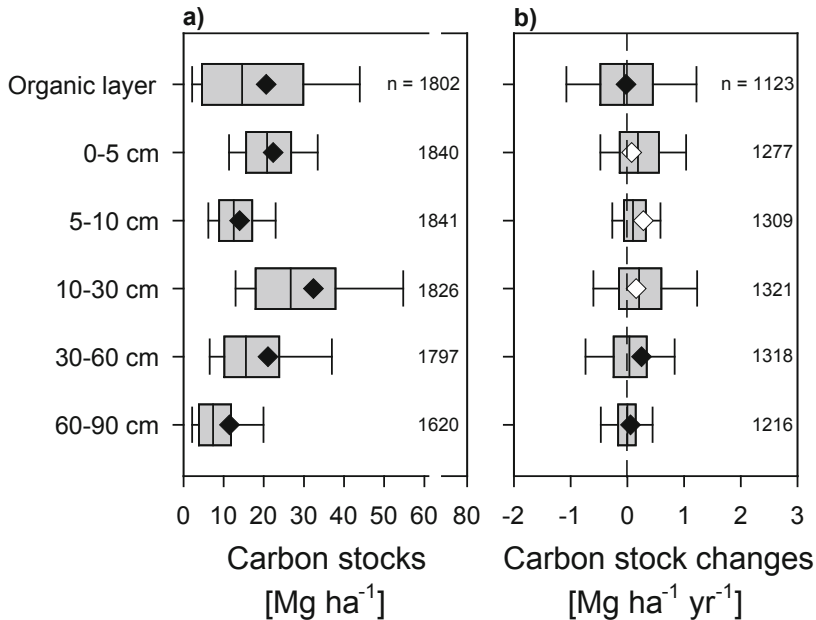 a)
b)
Organic layer
n = 1802
n = 1123
0-5 cm
1840
1277
5-10 cm
1841
1309
10-30 cm
1826
1321
30-60 cm
1797
1318
60-90 cm
1620
1216
0 10 20 30 40 50 60 80
-2 -1 0 1 2 3
Carbon stocks
[Mg ha⁻¹]
Carbon stock changes
[Mg ha⁻¹ yr⁻¹]